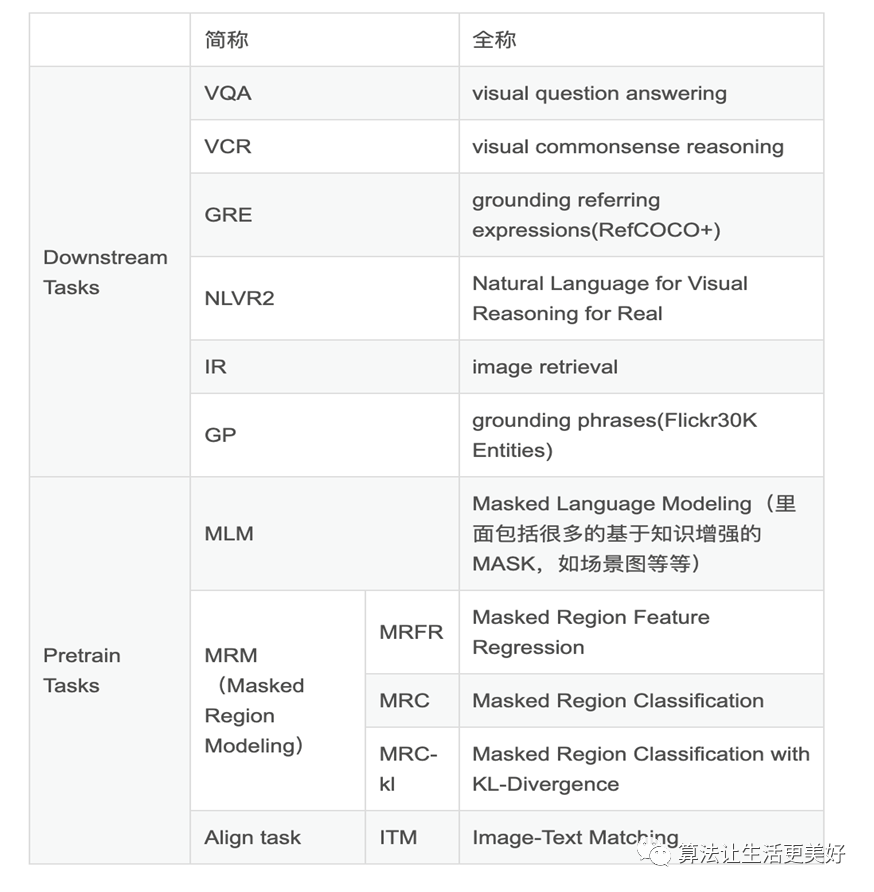 简称 全称
Downstream
Tasks
VQA visual question answering
VCR visual commonsense reasoning
GRE grounding referring
expressions(RefCOCO+)
NLVR2 Natural Language for Visual
Reasoning for Real
IR image retrieval
GP grounding phrases(Flickr30K
Entities)
Pretrain
Tasks
MLM Masked Language Modeling（里
面包括很多的基于知识增强的
MASK，如场景图等等）
MRM
（Masked
Region
Modeling）
MRFR Masked Region Feature
Regression
MRC Masked Region Classification
MRC-
kl
Masked Region Classification with
KL-Divergence
Align task ITM Image-Text Matching
算法让生活更美好